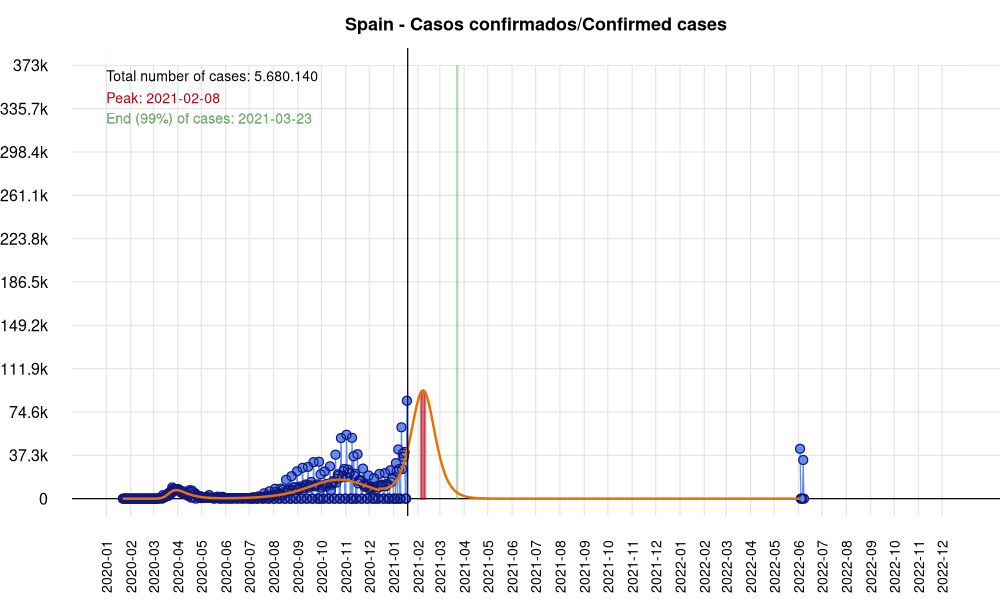 Spain - Casos confirmados/Confirmed cases
373k
Total number of cases: 5.680.140
Peak: 2021-02-08
335.7k
End (99%) of cases: 2021-03-23
298.4k
261.1k
223.8k
186.5k
149.2k
111.9k
74.6k
37.3k
0
2020-01
2020-02
2020-03
2020-04
2020-05
2020-06
2020-07
2020-08
2020-09
2020-10
2020-11
2020-12
2021-01
2021-02
2021-03
2021-04
2021-05
2021-06
2021-07
2021-08
2021-09
2021-10
2021-11
2021-12
2022-01
2022-02
2022-03
2022-04
2022-05
2022-06
2022-07
2022-08
2022-09
2022-10
2022-11
2022-12